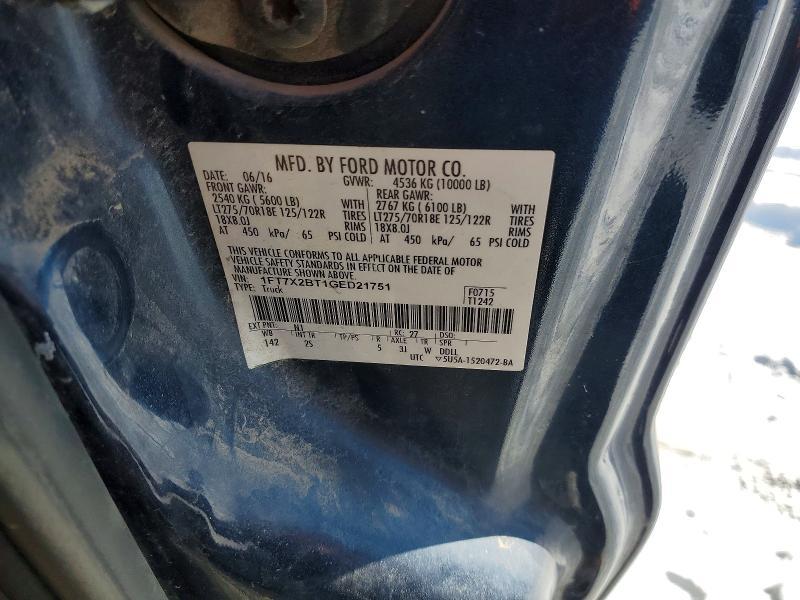 MFD. BY FORD MOTOR CO.
DATE: 06/16 GVWR: 4536 KG (10000 LB)
FRONT GAWR: REAR GAWR:
2540 KG ( 5600 LB) WITH 2767 KG ( 6100 LB) WITH
LT275/70R18E 125/122R TIRES LT275/70R18E 125/122R TIRES
18X8.0J RIMS 18X8.0J RIMS
AT 450 kPa/ 65 PSI COLD AT 450 kPa/ 65 PSI COLD
THIS VEHICLE CONFORMS TO ALL APPLICABLE FEDERAL MOTOR
VEHICLE SAFETY STANDARDS IN EFFECT ON THE DATE OF
MANUFACTURE SHOWN ABOVE.
VIN: 1FT7X2BT1GED21751 F0715
TYPE: Truck T1242
EXT PNT: N1 RC: 27 DSO:
WB INT TR TP/PS R AXLE TR SPR
142 2S 5 31 W DDLL
UTC ▽5U5A-1520472-BA